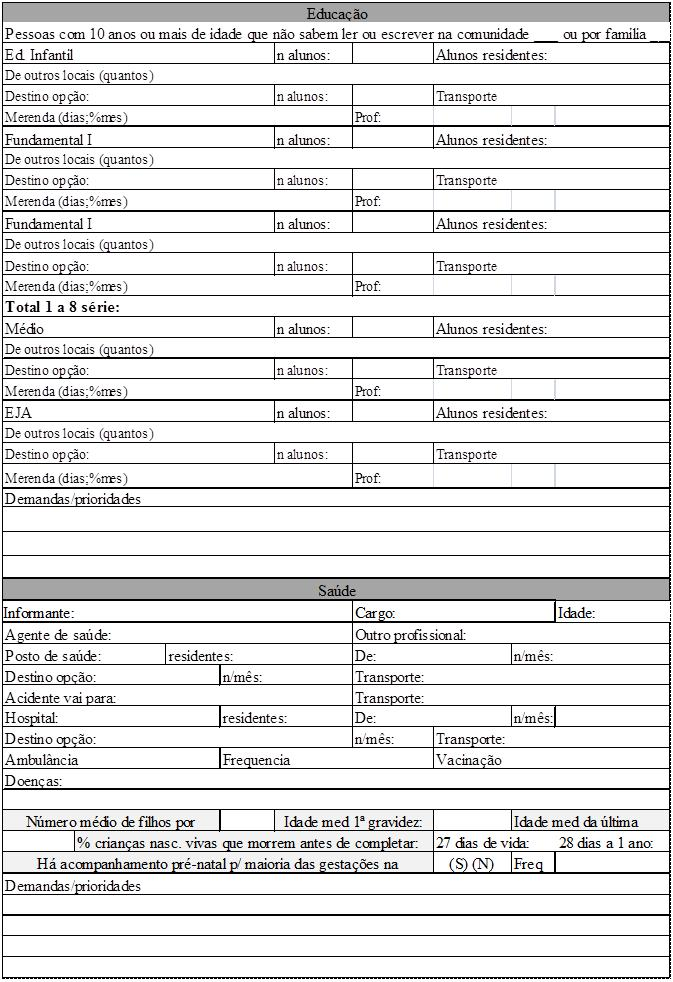 Educação
Pessoas com 10 anos ou mais de idade que não sabem ler ou escrever na comunidade ___ ou por família __
Ed. Infantil n alunos: Alunos residentes:
De outros locais (quantos)
Destino opção: n alunos: Transporte
Merenda (dias;%mes) Prof:
Fundamental I n alunos: Alunos residentes:
De outros locais (quantos)
Destino opção: n alunos: Transporte
Merenda (dias;%mes) Prof:
Fundamental I n alunos: Alunos residentes:
De outros locais (quantos)
Destino opção: n alunos: Transporte
Merenda (dias;%mes) Prof:
Total 1 a 8 série:
Médio n alunos: Alunos residentes:
De outros locais (quantos)
Destino opção: n alunos: Transporte
Merenda (dias;%mes) Prof:
EJA n alunos: Alunos residentes:
De outros locais (quantos)
Destino opção: n alunos: Transporte
Merenda (dias;%mes) Prof:
Demandas/prioridades
Saúde
Informante: Cargo: Idade:
Agente de saúde: Outro profissional:
Posto de saúde: residentes: De: n/mês:
Destino opção: n/mês: Transporte:
Acidente vai para: Transporte:
Hospital: residentes: De: n/mês:
Destino opção: n/mês: Transporte:
Ambulância Frequencia Vacinação
Doenças:
Número médio de filhos por Idade med 1ª gravidez: Idade med da última
% crianças nasc. vivas que morrem antes de completar: 27 dias de vida: 28 dias a 1 ano:
Há acompanhamento pré-natal p/ maioria das gestações na (S) (N) Freq
Demandas/prioridades